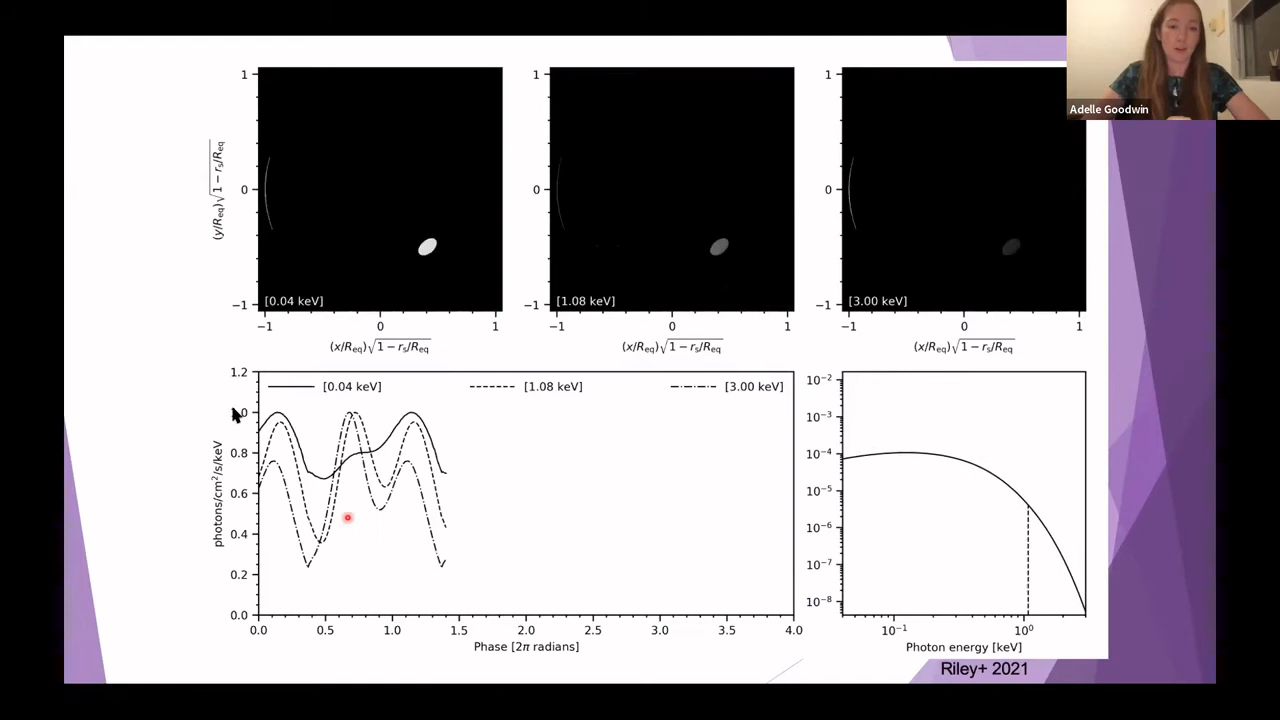 Adelle Goodwin
1
0
−1
(y/R_eq)√1 − r_s/R_eq
[0.04 keV]
−1 0 1
(x/R_eq)√1 − r_s/R_eq
1
0
−1
[1.08 keV]
−1 0 1
(x/R_eq)√1 − r_s/R_eq
1
0
−1
[3.00 keV]
−1 0 1
(x/R_eq)√1 − r_s/R_eq
[0.04 keV] [1.08 keV] [3.00 keV]
1.2
0.8
0.6
0.4
0.2
0.0
photons/cm²/s/keV
0.0 0.5 1.0 1.5 2.0 2.5 3.0 3.5 4.0
Phase [2π radians]
10⁻²
10⁻³
10⁻⁴
10⁻⁵
10⁻⁶
10⁻⁷
10⁻⁸
10⁻¹ 10⁰
Photon energy [keV]
Riley+ 2021